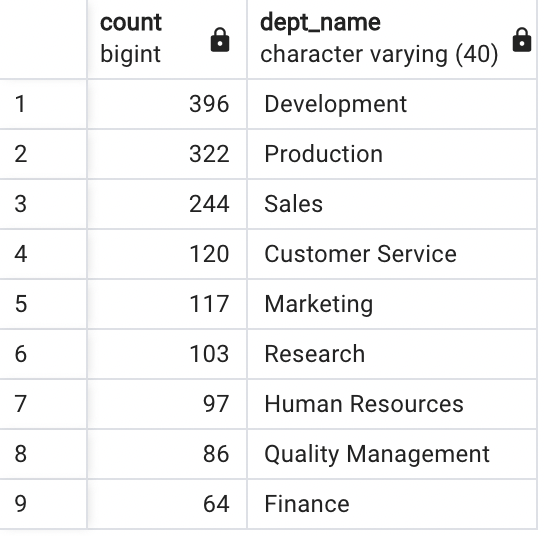 count dept_name
bigint character varying (40)
1 396 Development
2 322 Production
3 244 Sales
4 120 Customer Service
5 117 Marketing
6 103 Research
7 97 Human Resources
8 86 Quality Management
9 64 Finance